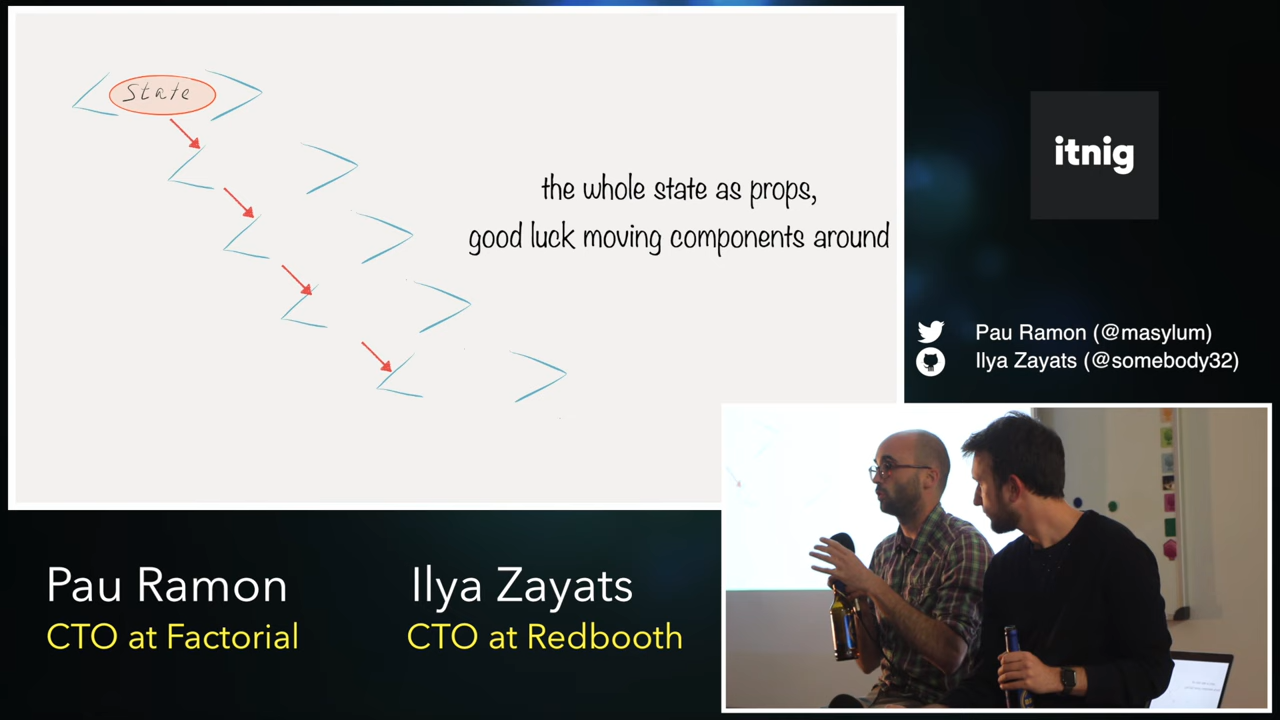 State
the whole state as props,
good luck moving components around
itnig
Pau Ramon (@masylum)
Ilya Zayats (@somebody32)
Pau Ramon
CTO at Factorial
Ilya Zayats
CTO at Redbooth